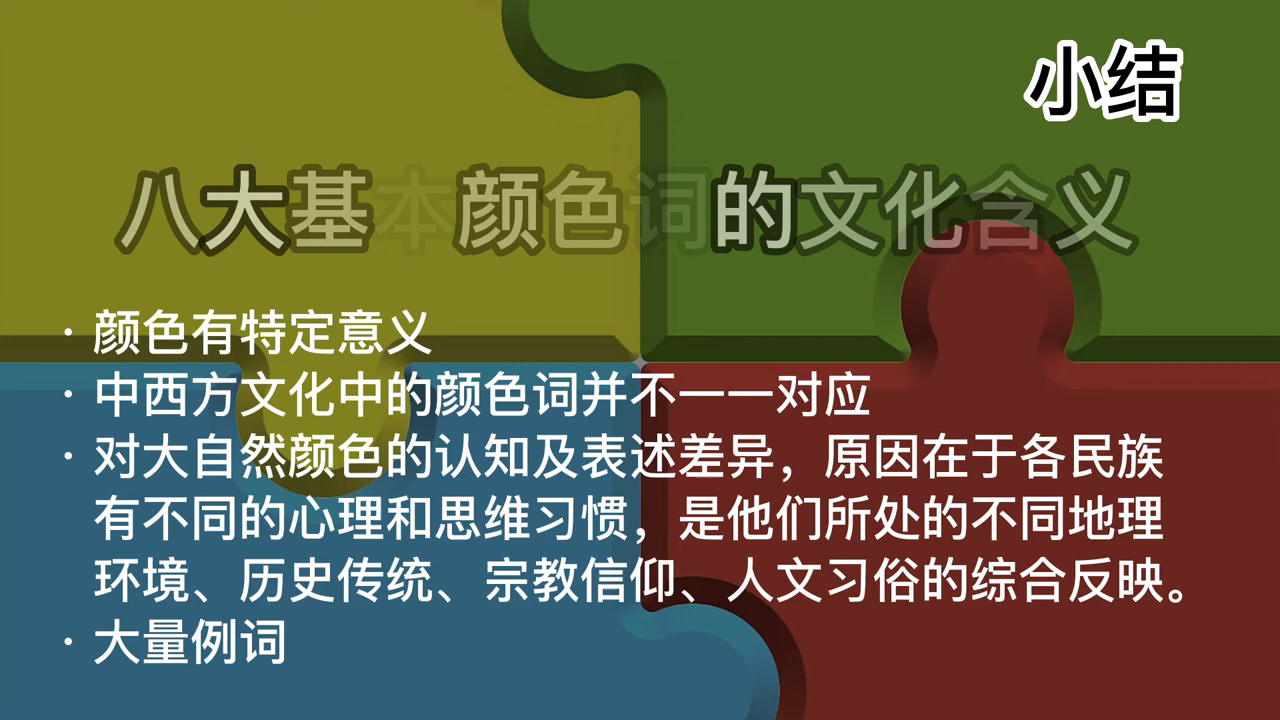 小结
八大基本颜色词的文化含义
· 颜色有特定意义
· 中西方文化中的颜色词并不一一对应
· 对大自然颜色的认知及表述差异，原因在于各民族
有不同的心理和思维习惯，是他们所处的不同地理
环境、历史传统、宗教信仰、人文习俗的综合反映。
· 大量例词